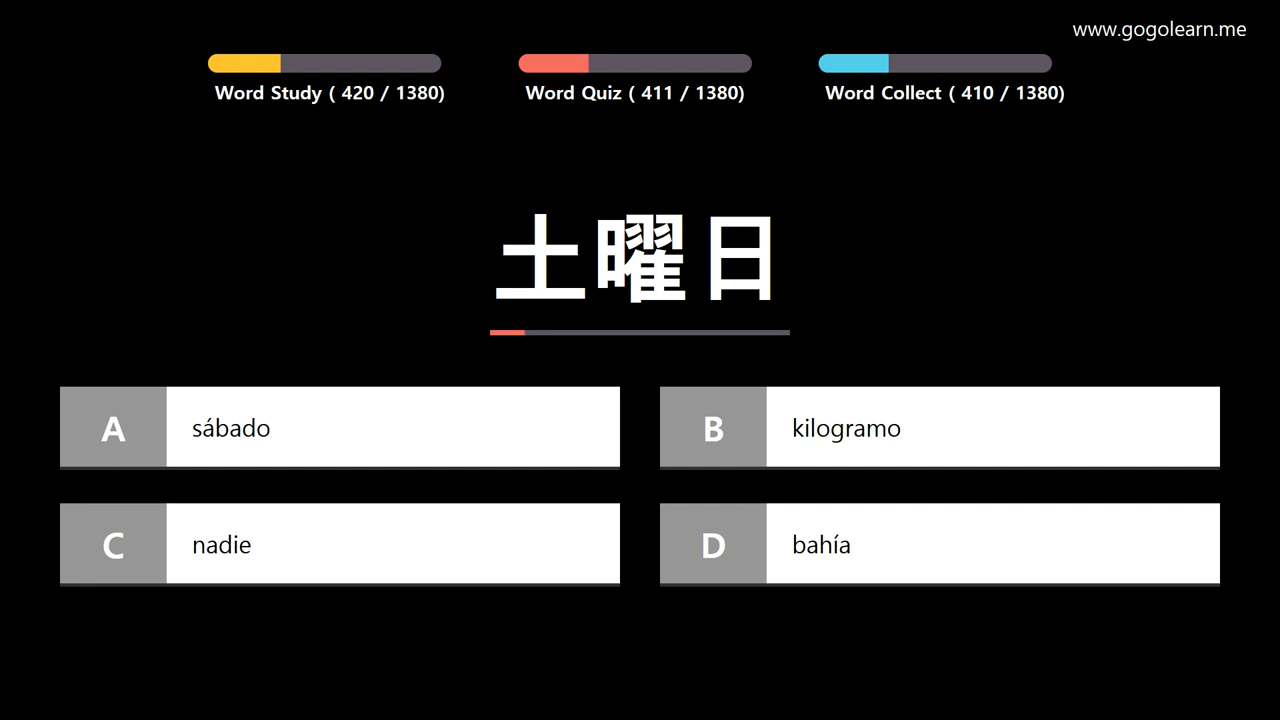 www.gogolearn.me
Word Study ( 420 / 1380)
Word Quiz ( 411 / 1380)
Word Collect ( 410 / 1380)
土曜日
A sábado
B kilogramo
C nadie
D bahía